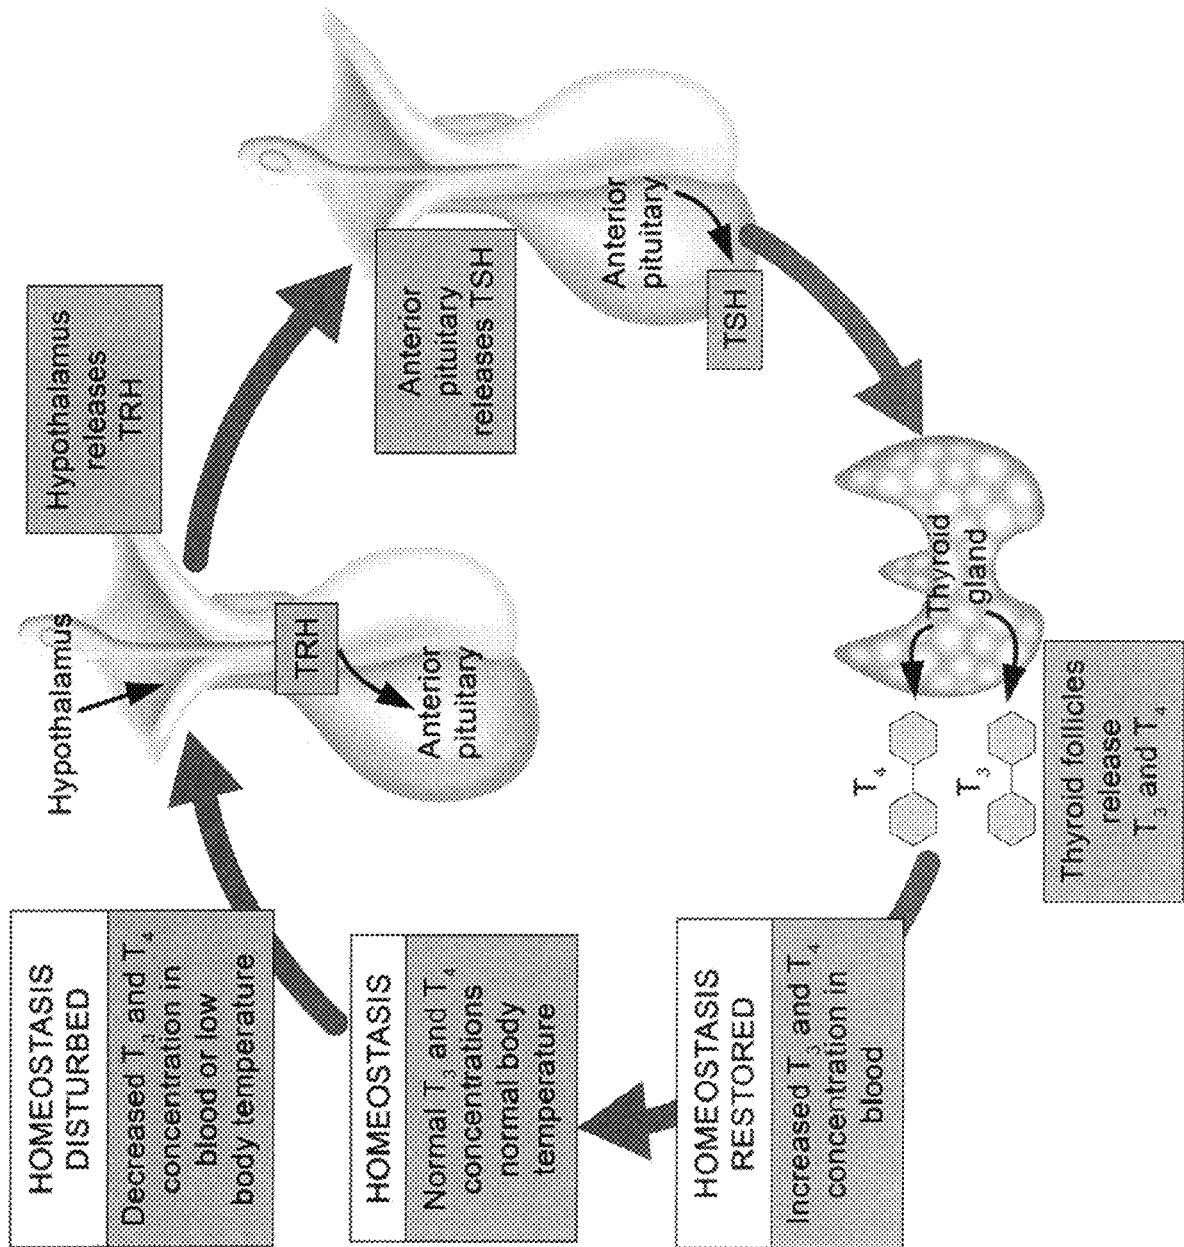 HOMEOSTASIS
DISTURBED
Decreased T₃ and T₄
concentration in
blood or low
body temperature
HOMEOSTASIS
Normal T₃ and T₄
concentrations
normal body
temperature
HOMEOSTASIS
RESTORED
Increased T₃ and T₄
concentration in
blood
Hypothalamus
TRH
Anterior
pituitary
Hypothalamus
releases
TRH
Anterior
pituitary
releases TSH
Anterior
pituitary
TSH
Thyroid
gland
T₄
T₃
Thyroid follicles
release
T₃ and T₄